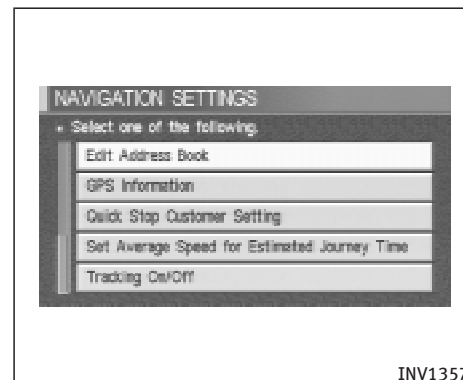 NAVIGATION SETTINGS
Select one of the following.
Edit Address Book
GPS Information
Quick Stop Customer Setting
Set Average Speed for Estimated Journey Time
Tracking On/Off
INV1357